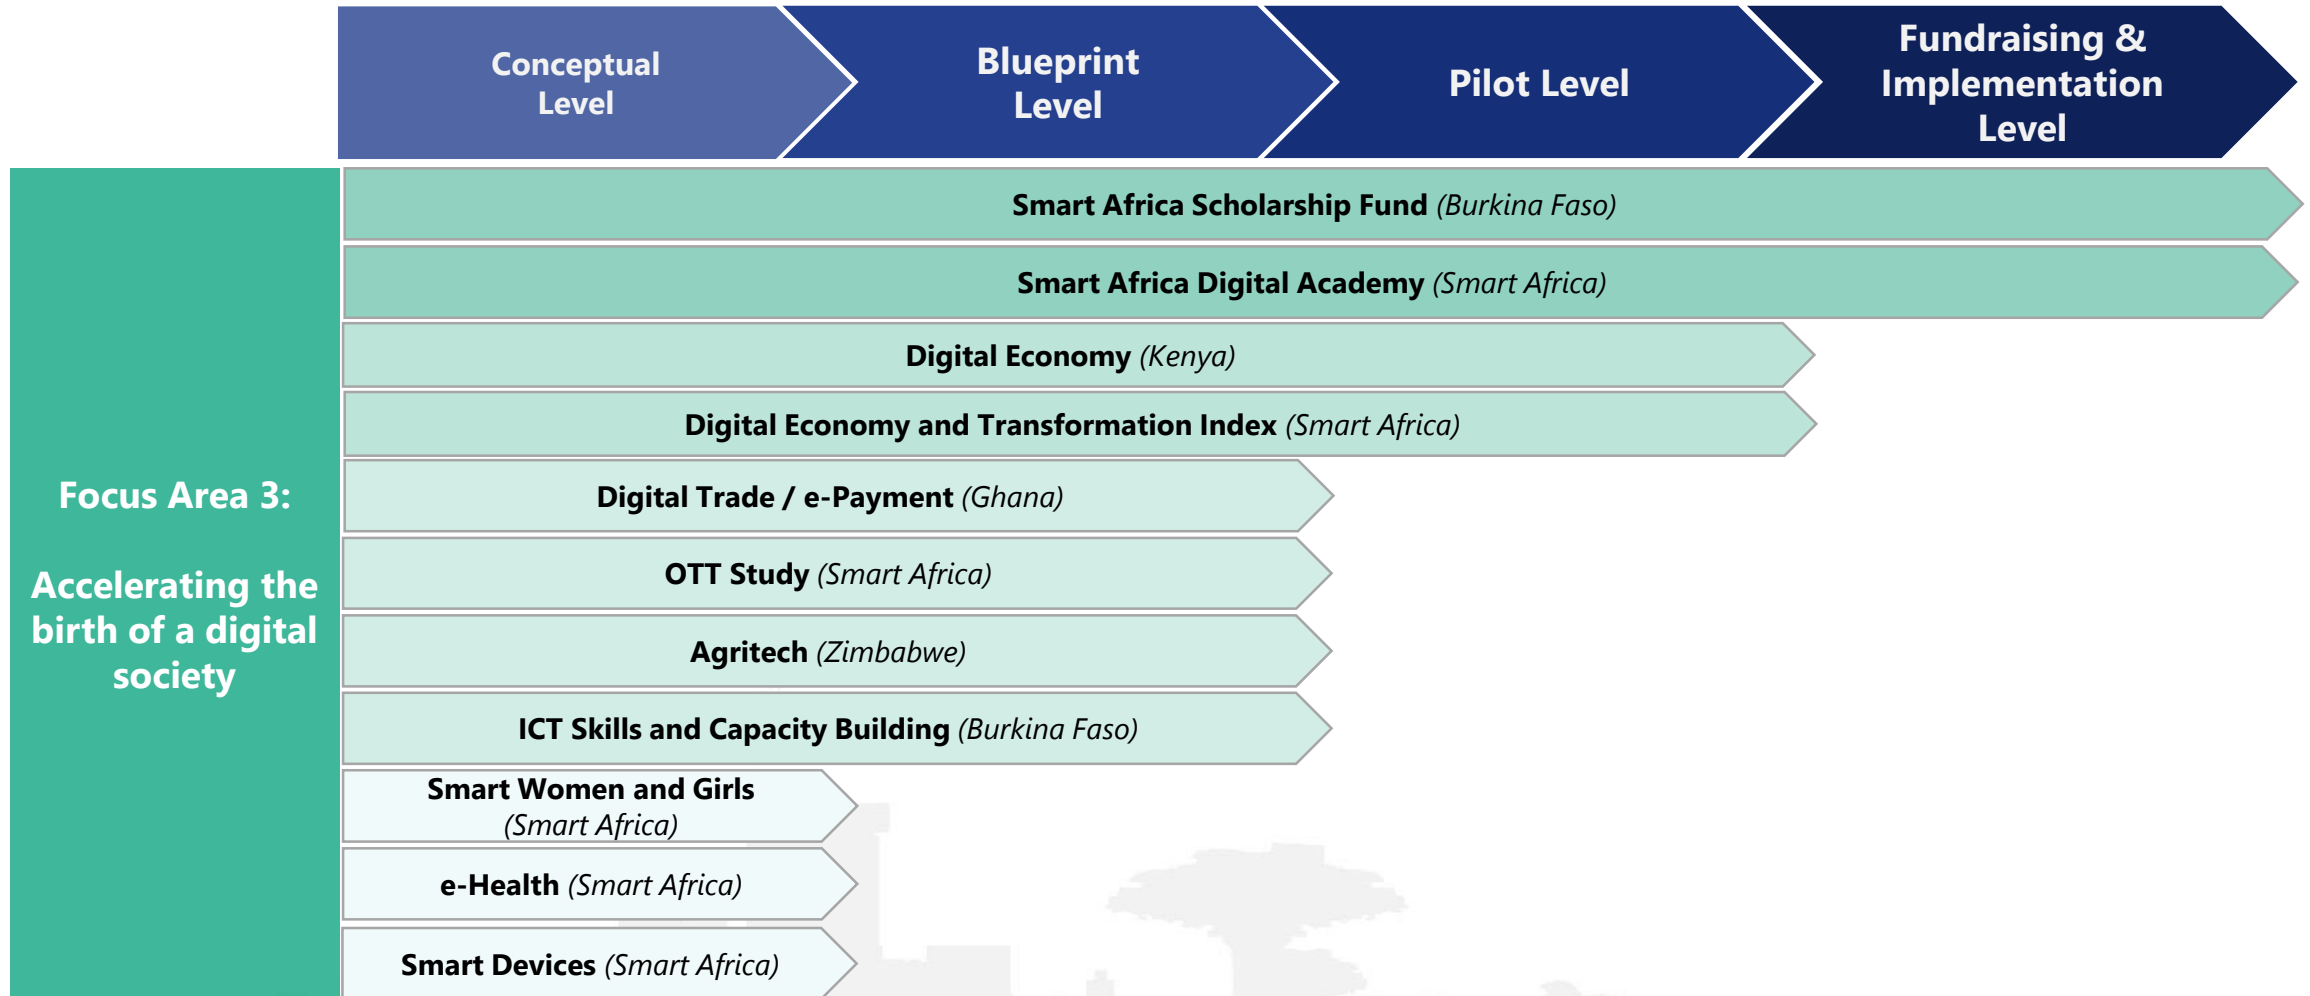 Conceptual
Level
Blueprint
Level
Pilot Level
Fundraising &
Implementation
Level
Focus Area 3:
Accelerating the
birth of a digital
society
Smart Africa Scholarship Fund (Burkina Faso)
Smart Africa Digital Academy (Smart Africa)
Digital Economy (Kenya)
Digital Economy and Transformation Index (Smart Africa)
Digital Trade / e-Payment (Ghana)
OTT Study (Smart Africa)
Agritech (Zimbabwe)
ICT Skills and Capacity Building (Burkina Faso)
Smart Women and Girls
(Smart Africa)
e-Health (Smart Africa)
Smart Devices (Smart Africa)